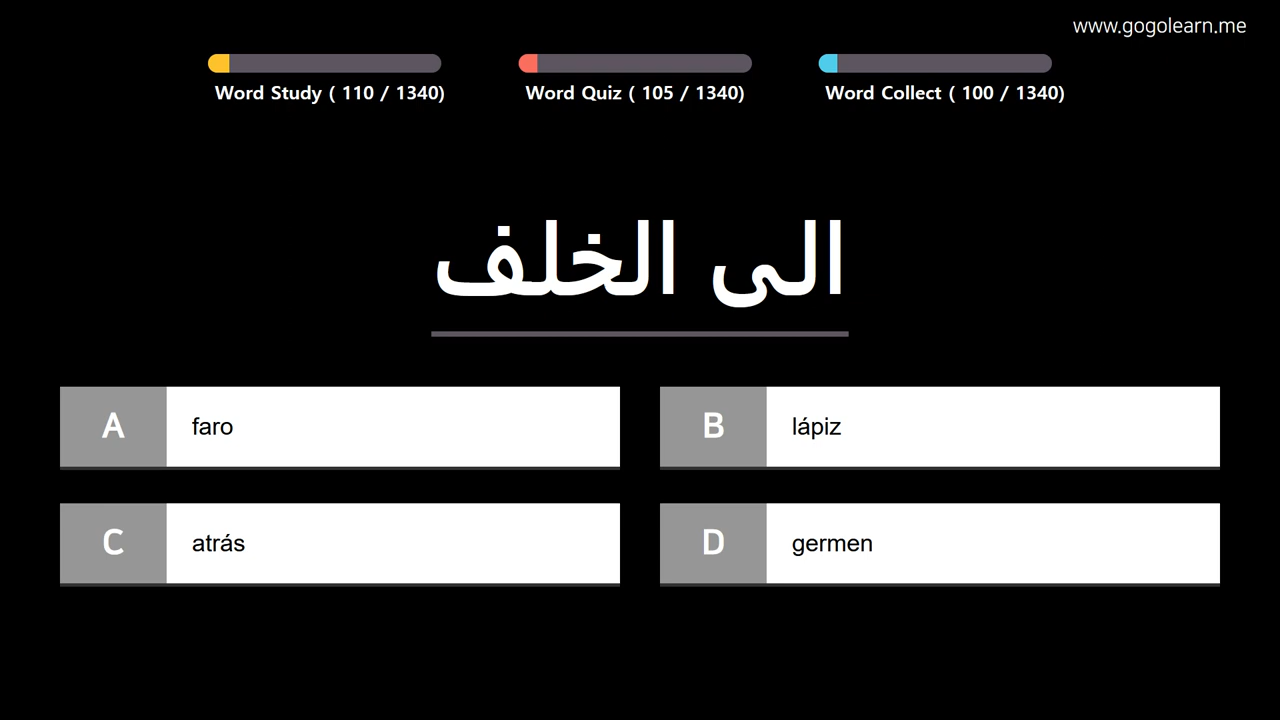 www.gogolearn.me
Word Study ( 110 / 1340)
Word Quiz ( 105 / 1340)
Word Collect ( 100 / 1340)
الى الخلف
A faro
B lápiz
C atrás
D germen